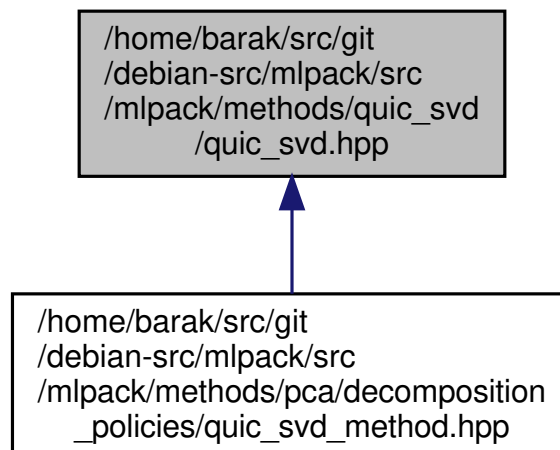 /home/barak/src/git
/debian-src/mlpack/src
/mlpack/methods/quic_svd
/quic_svd.hpp
/home/barak/src/git
/debian-src/mlpack/src
/mlpack/methods/pca/decomposition
_policies/quic_svd_method.hpp